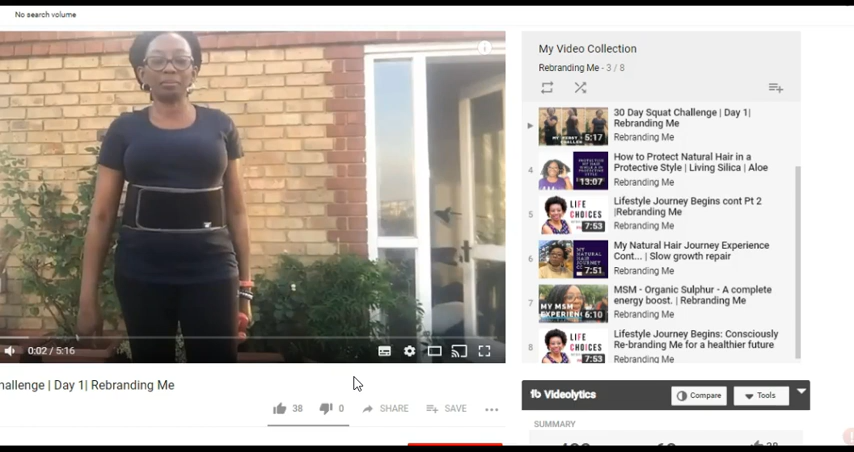 No search volume
My Video Collection
Rebranding Me - 3 / 8
30 Day Squat Challenge | Day 1|
Rebranding Me
Rebranding Me
5:17
4
How to Protect Natural Hair in a
Protective Style | Living Silica | Aloe
Rebranding Me
13:07
5
Lifestyle Journey Begins cont Pt 2
|Rebranding Me
Rebranding Me
LIFE
CHOICES
7:53
6
My Natural Hair Journey Experience
Cont... | Slow growth repair
Rebranding Me
MY
NATURAL
HAIR
7:51
7
MSM - Organic Sulphur - A complete
energy boost. | Rebranding Me
Rebranding Me
MY MSM
6:10
8
Lifestyle Journey Begins: Consciously
Re-branding Me for a healthier future
Rebranding Me
LIFE
CHOICES
7:53
0:02 / 5:16
hallenge | Day 1| Rebranding Me
38
0
SHARE
SAVE
Videolytics
Compare
Tools
SUMMARY